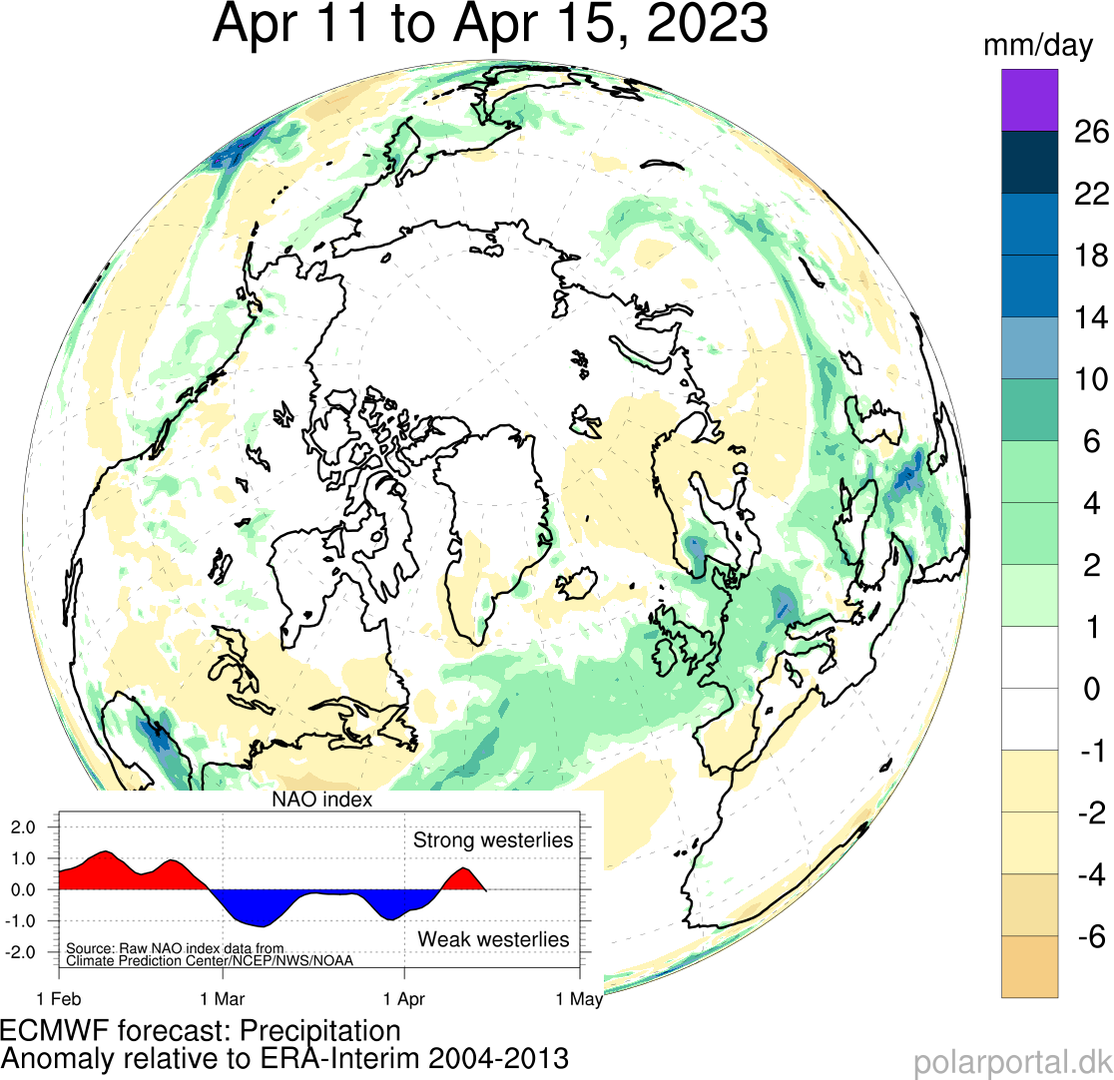 Apr 11 to Apr 15, 2023
mm/day
26
22
18
14
10
6
4
2
1
0
-1
-2
-4
-6
NAO index
2.0
1.0
0.0
-1.0
-2.0
Strong westerlies
Weak westerlies
Source: Raw NAO index data from
Climate Prediction Center/NCEP/NWS/NOAA
1 Feb 1 Mar 1 Apr 1 May
ECMWF forecast: Precipitation
Anomaly relative to ERA-Interim 2004-2013
polarportal.dk